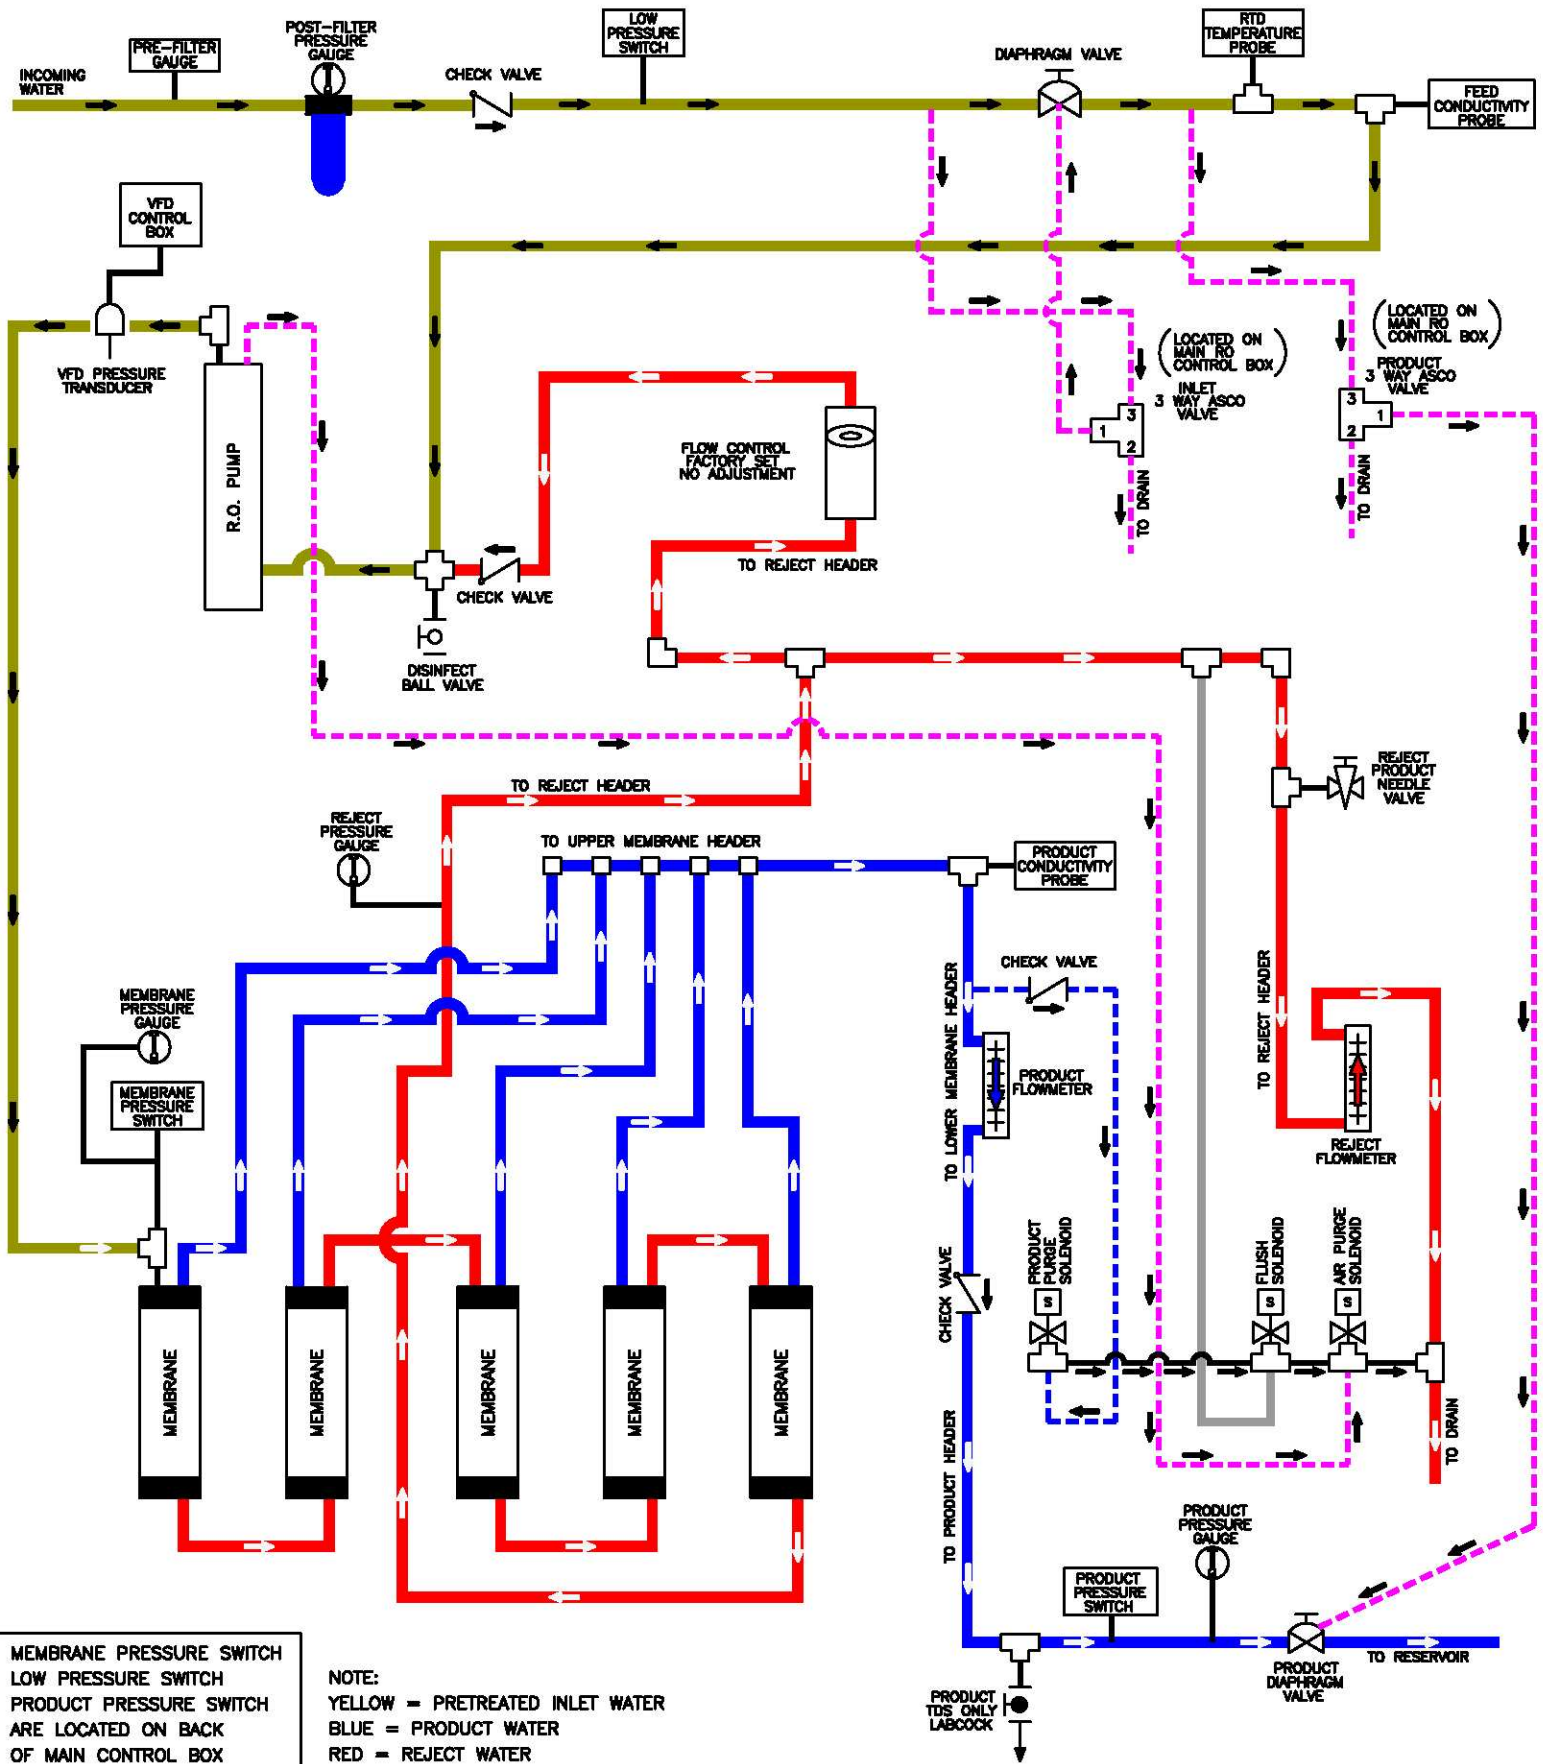 INCOMING
WATER
PRE-FILTER
GAUGE
POST-FILTER
PRESSURE
GAUGE
CHECK VALVE
LOW
PRESSURE
SWITCH
DIAPHRAGM VALVE
RTD
TEMPERATURE
PROBE
FEED
CONDUCTIVITY
PROBE
VFD
CONTROL
BOX
VFD PRESSURE
TRANSDUCER
R.O. PUMP
FLOW CONTROL
FACTORY SET
NO ADJUSTMENT
(LOCATED ON
MAIN RO
CONTROL BOX)
INLET
3 WAY ASCO
VALVE
3
1
2
TO DRAIN
(LOCATED ON
MAIN RO
CONTROL BOX)
PRODUCT
3 WAY ASCO
VALVE
3
1
2
TO DRAIN
TO REJECT HEADER
CHECK VALVE
DISINFECT
BALL VALVE
REJECT
PRODUCT
NEEDLE
VALVE
TO REJECT HEADER
REJECT
PRESSURE
GAUGE
TO UPPER MEMBRANE HEADER
PRODUCT
CONDUCTIVITY
PROBE
CHECK VALVE
TO LOWER MEMBRANE HEADER
TO REJECT HEADER
MEMBRANE
PRESSURE
GAUGE
MEMBRANE
PRESSURE
SWITCH
PRODUCT
FLOWMETER
REJECT
FLOWMETER
CHECK VALVE
PRODUCT
PURGE
SOLENOID
FLUSH
SOLENOID
AIR PURGE
SOLENOID
S
S
S
MEMBRANE
MEMBRANE
MEMBRANE
MEMBRANE
MEMBRANE
TO PRODUCT HEADER
TO DRAIN
PRODUCT
PRESSURE
GAUGE
PRODUCT
PRESSURE
SWITCH
TO RESERVOIR
PRODUCT
DIAPHRAGM
VALVE
PRODUCT
TDS ONLY
LABCOCK
MEMBRANE PRESSURE SWITCH
LOW PRESSURE SWITCH
PRODUCT PRESSURE SWITCH
ARE LOCATED ON BACK
OF MAIN CONTROL BOX
NOTE:
YELLOW = PRETREATED INLET WATER
BLUE = PRODUCT WATER
RED = REJECT WATER